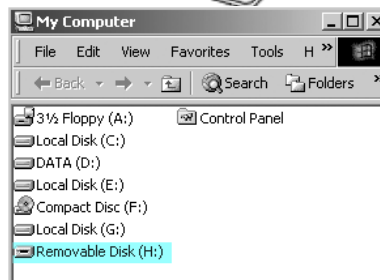 My Computer
File Edit View Favorites Tools H »
Back Search Folders »
3½ Floppy (A:) Control Panel
Local Disk (C:)
DATA (D:)
Local Disk (E:)
Compact Disc (F:)
Local Disk (G:)
Removable Disk (H:)